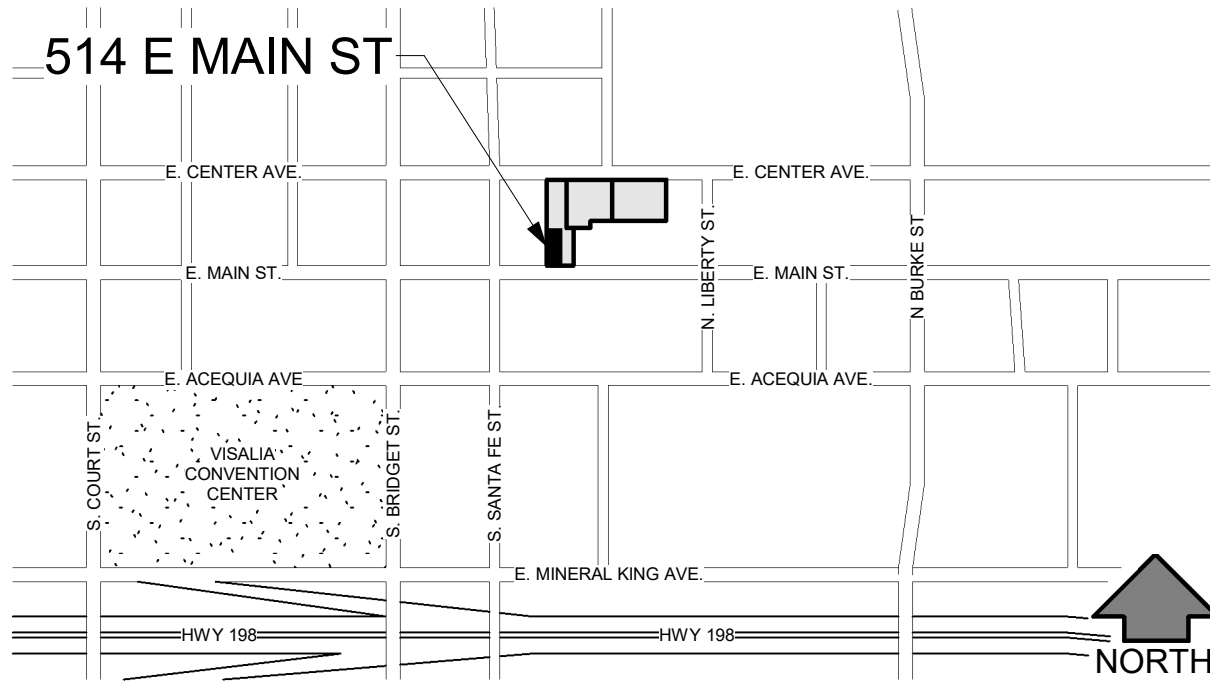 514 E MAIN ST
E. CENTER AVE.
E. CENTER AVE.
E. MAIN ST.
E. MAIN ST.
N. LIBERTY ST.
N BURKE ST
E. ACEQUIA AVE
E. ACEQUIA AVE.
S. COURT ST.
VISALIA
CONVENTION
CENTER
S. BRIDGET ST.
S. SANTA FE ST.
E. MINERAL KING AVE.
HWY 198
HWY 198
NORTH